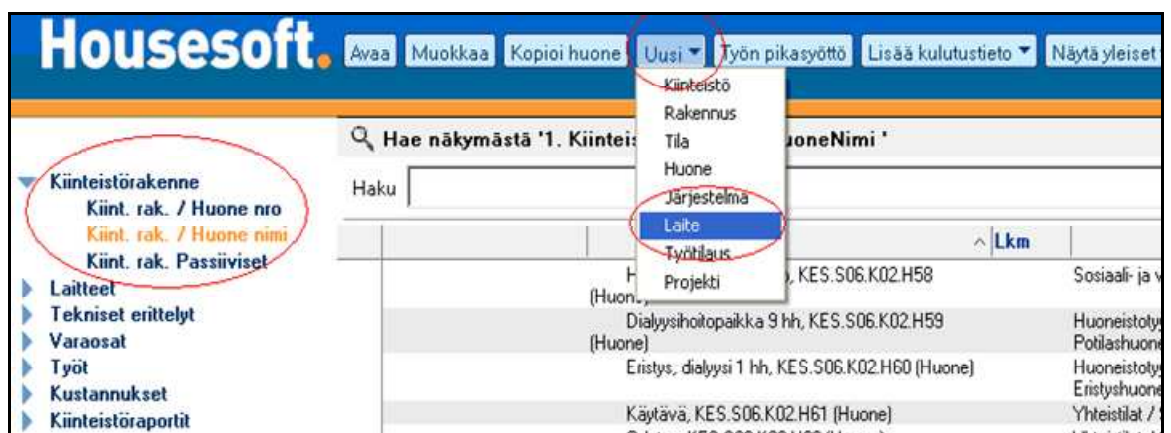 Housesoft.
Avaa Muokkaa Kopioi huone Uusi Työn pikasyöttö Lisää kulutustieto Näytä yleiset
Kiinteistö
Rakennus
Tila
Huone
Järjestelmä
Laite
Työtilaus
Projekti
Hae näkymästä '1. Kiinteis uoneNimi '
Haku
Kiinteistörakenne
Kiint. rak. / Huone nro
Kiint. rak. / Huone nimi
Kiint. rak. Passiiviset
Laitteet
Tekniset erittelyt
Varaosat
Työt
Kustannukset
Kiinteistöraportit
Lkm
H , KES.S06.K02.H58 Sosiaali- ja v
(Huone)
Dialyysihoitopaikka 9 hh, KES.S06.K02.H59 Huoneistotyy
(Huone) Potilashuone
Eristys, dialyysi 1 hh, KES.S06.K02.H60 (Huone) Huoneistotyy
Eristyshuone
Käytävä, KES.S06.K02.H61 (Huone) Yhteistilat /